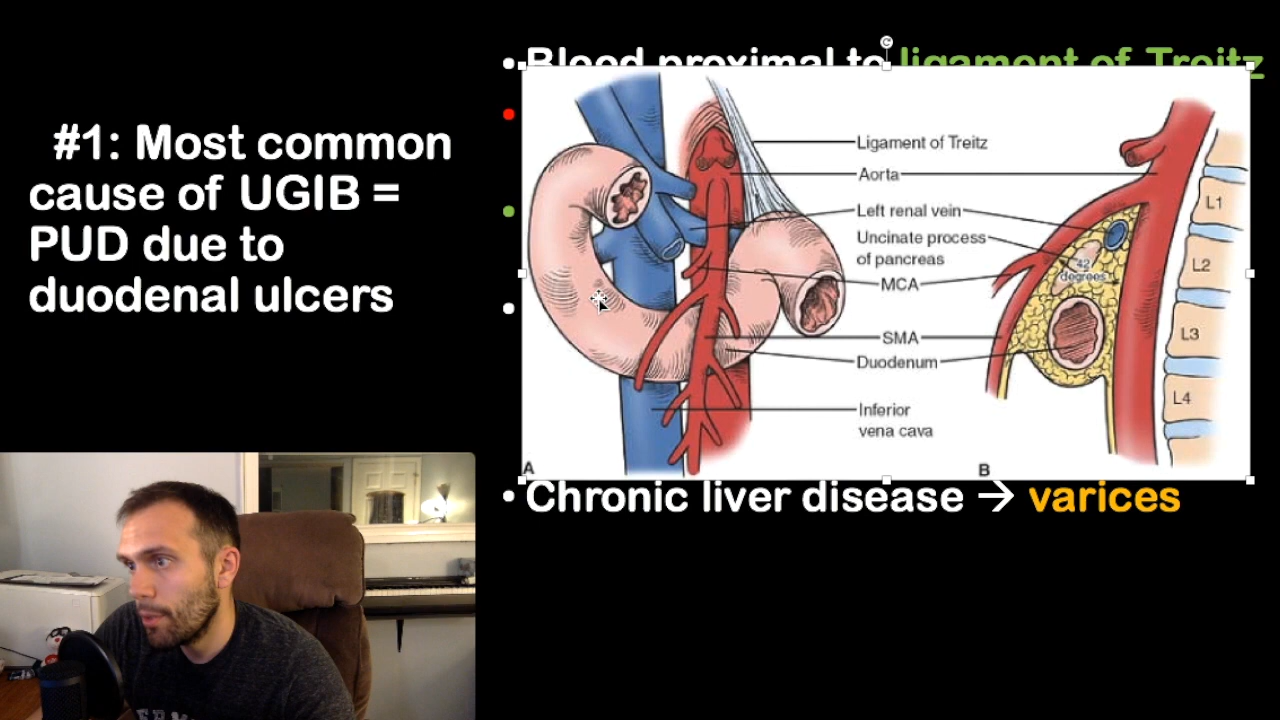 #1: Most common
cause of UGIB =
PUD due to
duodenal ulcers
• Blood proximal to ligament of Treitz
Ligament of Treitz
Aorta
Left renal vein
Uncinate process
of pancreas
MCA
SMA
Duodenum
Inferior
vena cava
A
42
degrees
L1
L2
L3
L4
B
• Chronic liver disease → varices